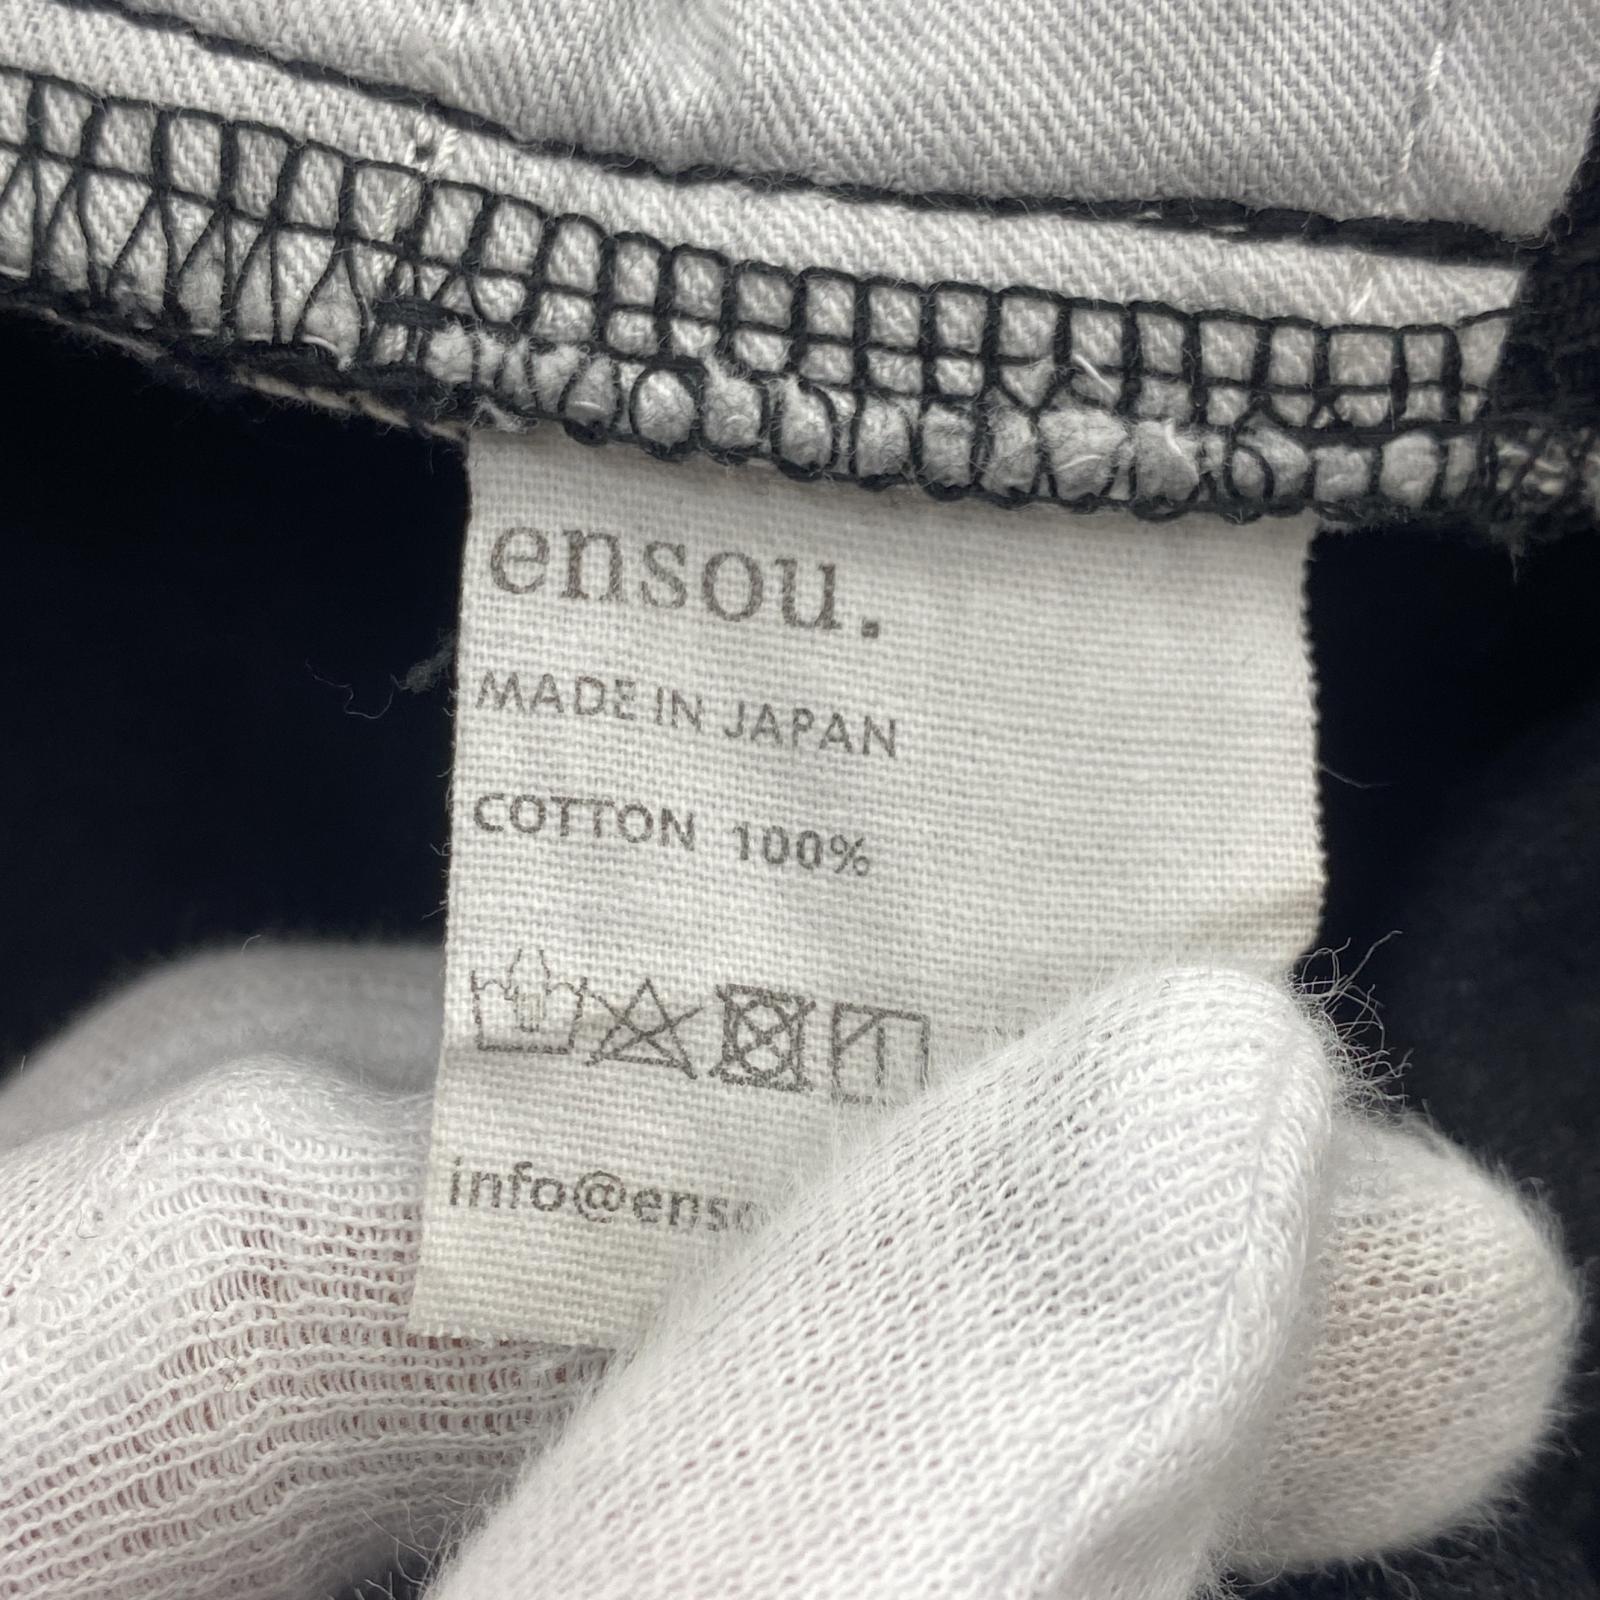 ensou.
MADE IN JAPAN
COTTON 100%